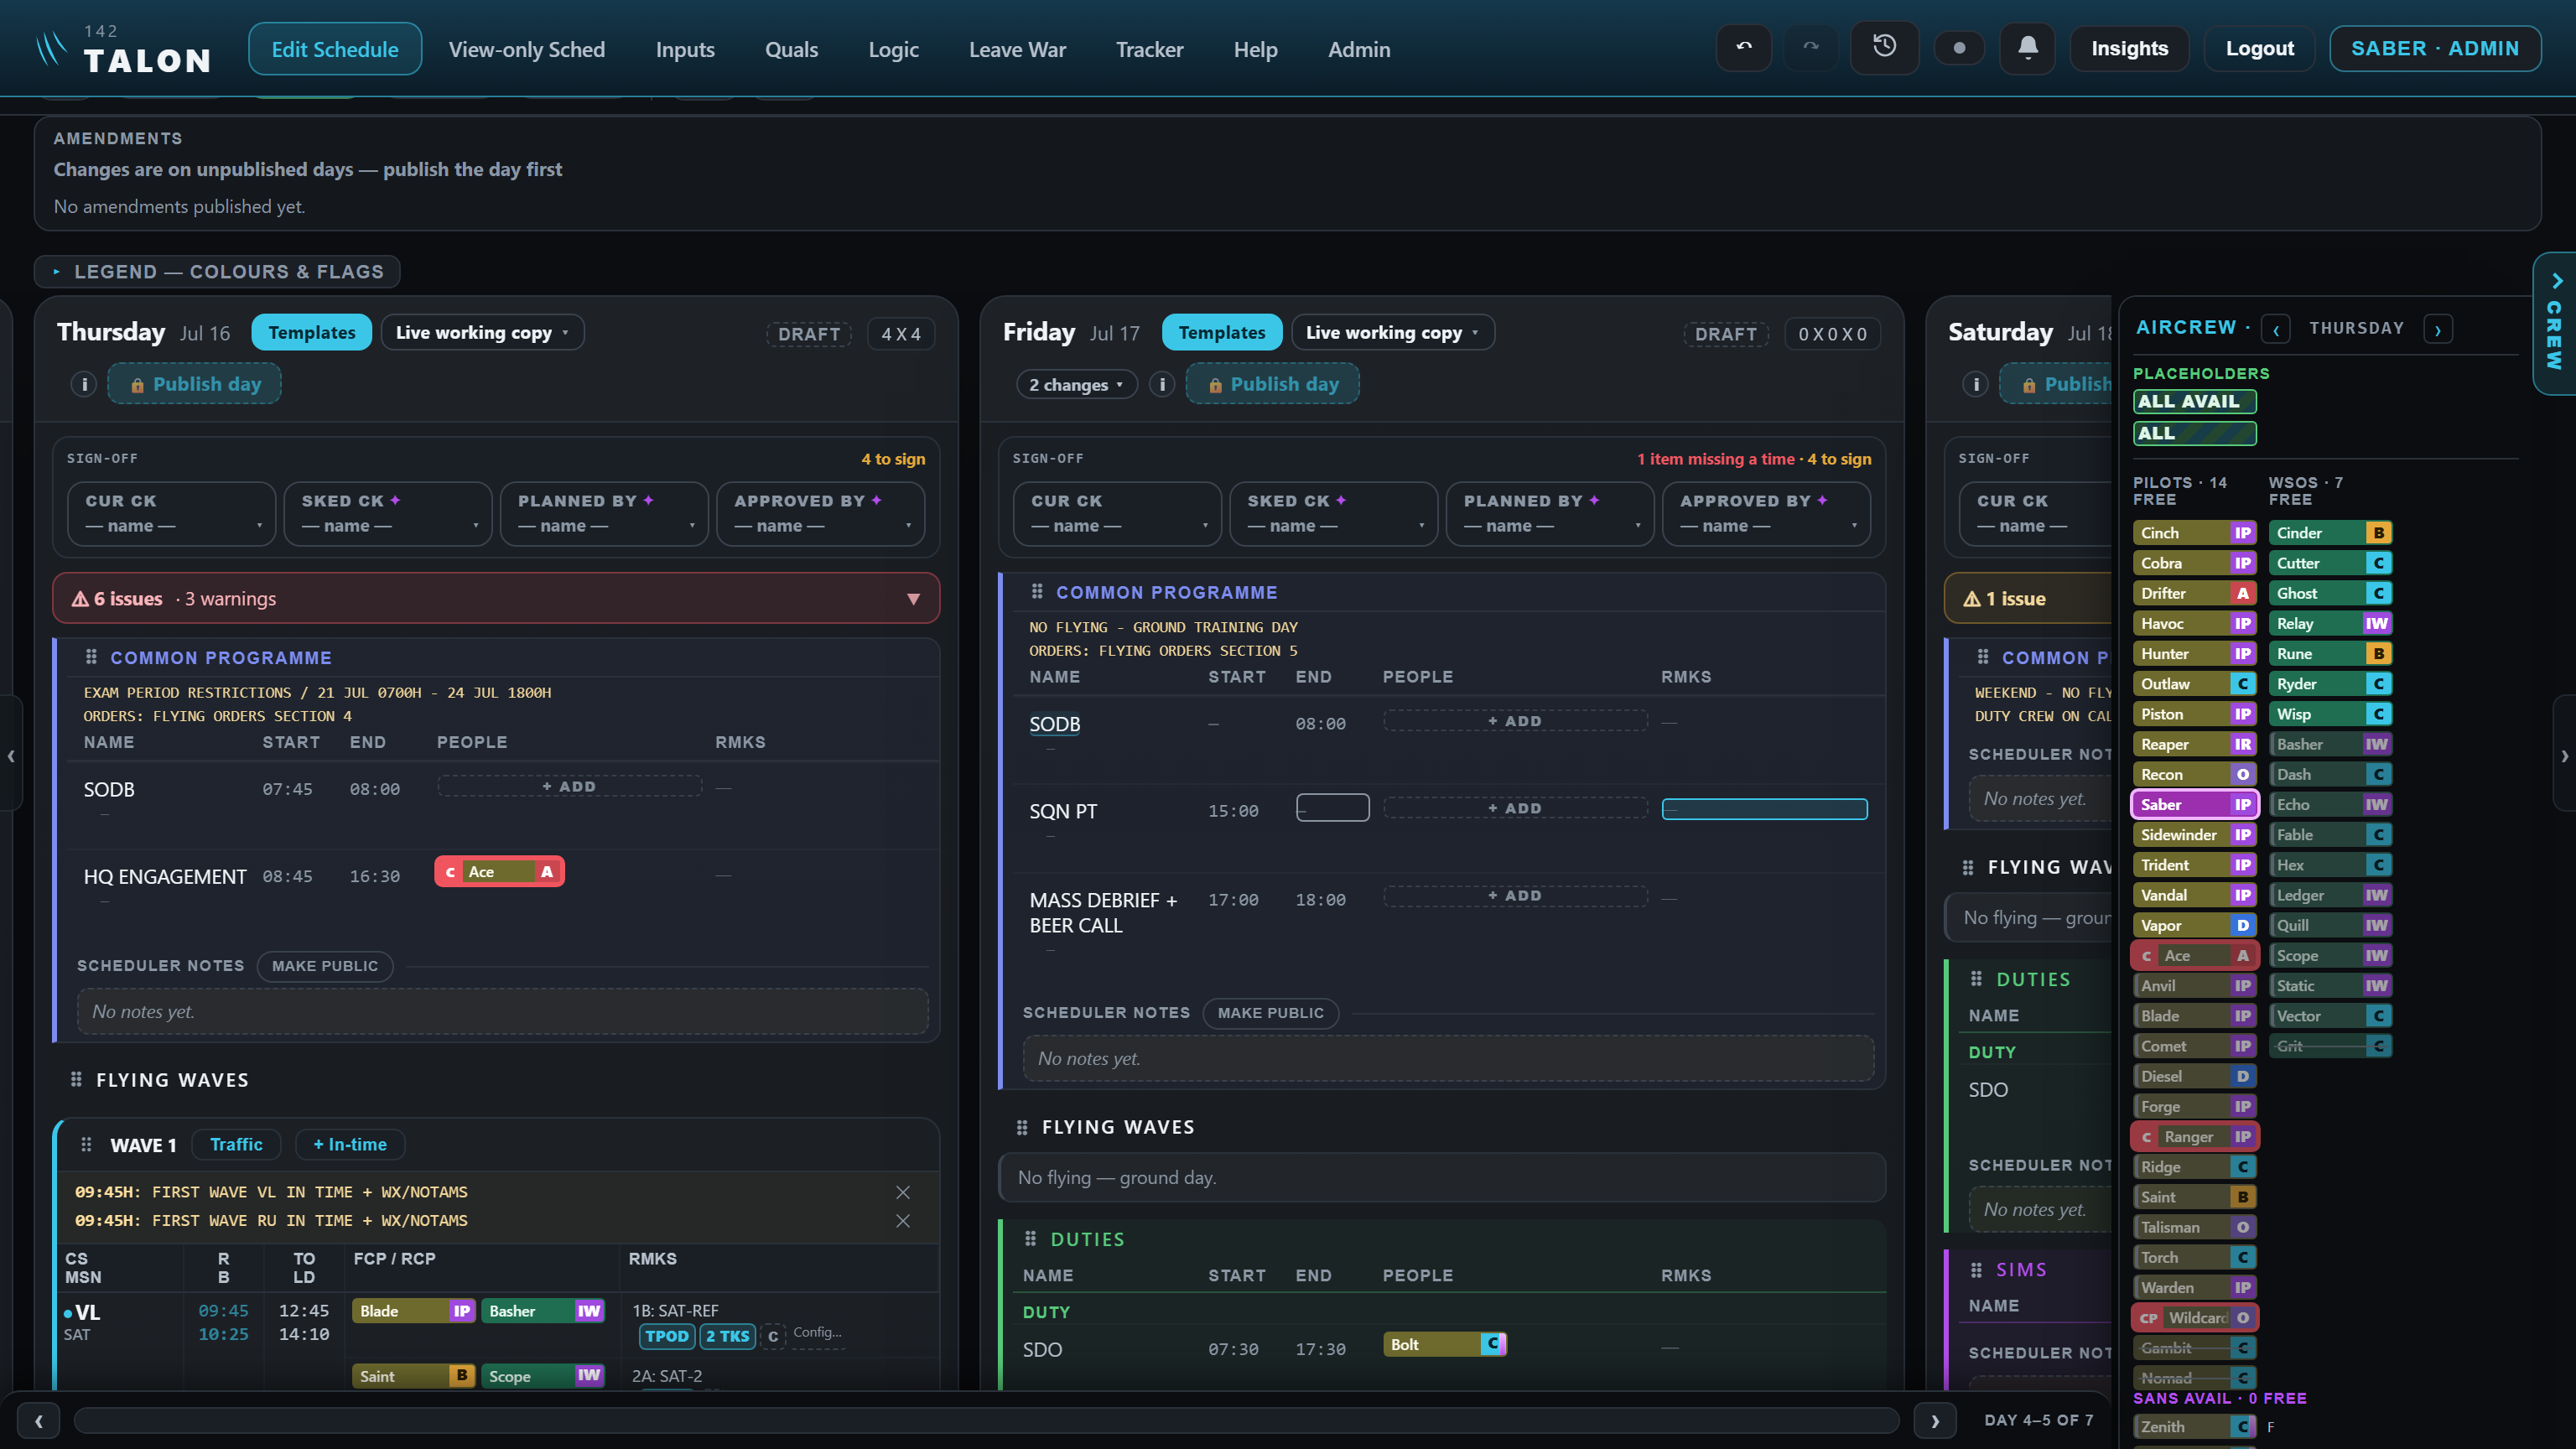 142
TALON
Edit Schedule
View-only Sched
Inputs
Quals
Logic
Leave War
Tracker
Help
Admin
Insights
Logout
SABER · ADMIN
AMENDMENTS
Changes are on unpublished days — publish the day first
No amendments published yet.
LEGEND — COLOURS & FLAGS
Thursday Jul 16 Templates Live working copy DRAFT 4 X 4
i Publish day
SIGN-OFF 4 to sign
CUR CK SKED CK PLANNED BY APPROVED BY
— name — — name — — name — — name —
6 issues · 3 warnings
COMMON PROGRAMME
EXAM PERIOD RESTRICTIONS / 21 JUL 0700H - 24 JUL 1800H
ORDERS: FLYING ORDERS SECTION 4
NAME START END PEOPLE RMKS
SODB 07:45 08:00 + ADD —
—
HQ ENGAGEMENT 08:45 16:30 C Ace A —
—
SCHEDULER NOTES MAKE PUBLIC
No notes yet.
FLYING WAVES
WAVE 1 Traffic + In-time
09:45H: FIRST WAVE VL IN TIME + WX/NOTAMS
09:45H: FIRST WAVE RU IN TIME + WX/NOTAMS
CS R TO FCP / RCP RMKS
MSN B LD
VL 09:45 12:45 Blade IP Basher IW 1B: SAT-REF
SAT 10:25 14:10 TPOD 2 TKS C Config...
Saint B Scope IW 2A: SAT-2
Friday Jul 17 Templates Live working copy DRAFT 0 X 0 X 0
2 changes i Publish day
SIGN-OFF 1 item missing a time · 4 to sign
CUR CK SKED CK PLANNED BY APPROVED BY
— name — — name — — name — — name —
COMMON PROGRAMME
NO FLYING - GROUND TRAINING DAY
ORDERS: FLYING ORDERS SECTION 5
NAME START END PEOPLE RMKS
SODB — 08:00 + ADD —
—
SQN PT 15:00 — + ADD —
—
MASS DEBRIEF + 17:00 18:00 + ADD —
BEER CALL
—
SCHEDULER NOTES MAKE PUBLIC
No notes yet.
FLYING WAVES
No flying — ground day.
DUTIES
NAME START END PEOPLE RMKS
DUTY
SDO 07:30 17:30 Bolt C —
Saturday Jul 18
i Publish
SIGN-OFF
CUR CK
— name —
1 issue
COMMON P
WEEKEND - NO FLY
DUTY CREW ON CAL
SCHEDULER NOT
No notes yet.
FLYING WAV
No flying — groun
DUTIES
NAME
DUTY
SDO
SCHEDULER NOT
No notes yet.
SIMS
NAME
SCHEDULER NOT
AIRCREW · THURSDAY
CREW
PLACEHOLDERS
ALL AVAIL
ALL
PILOTS · 14 FREE
WSOS · 7 FREE
Cinch IP Cinder B
Cobra IP Cutter C
Drifter A Ghost C
Havoc IP Relay IW
Hunter IP Rune B
Outlaw C Ryder C
Piston IP Wisp C
Reaper IR Basher IW
Recon O Dash C
Saber IP Echo IW
Sidewinder IP Fable C
Trident IP Hex C
Vandal IP Ledger IW
Vapor D Quill IW
C Ace A Scope IW
Anvil IP Static IW
Blade IP Vector C
Comet IP Grit C
Diesel D
Forge IP
C Ranger IP
Ridge C
Saint B
Talisman O
Torch C
Warden IP
CP Wildcard O
Gambit C
Nomad C
SANS AVAIL · 0 FREE
Zenith C F
DAY 4–5 OF 7